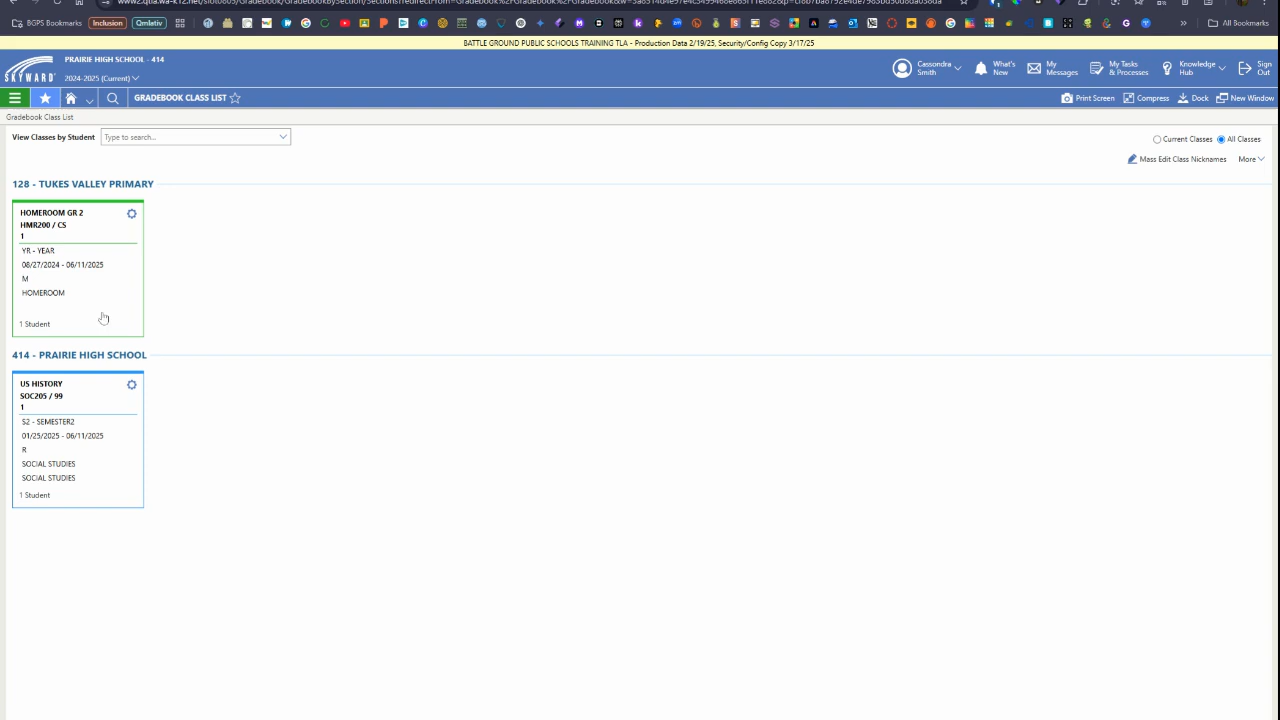 BGPS Bookmarks Inclusion Qmlativ All Bookmarks
BATTLE GROUND PUBLIC SCHOOLS TRAINING TLA - Production Data 2/19/25, Security/Config Copy 3/17/25
SKYWARD
PRAIRIE HIGH SCHOOL - 414
2024-2025 (Current)
Cassondra Smith
What's New
My Messages
My Tasks & Processes
Knowledge Hub
Sign Out
GRADEBOOK CLASS LIST
Print Screen Compress Dock New Window
Gradebook Class List
View Classes by Student Type to search...
Current Classes All Classes
Mass Edit Class Nicknames More
128 - TUKES VALLEY PRIMARY
HOMEROOM GR 2
HMR200 / CS
1
YR - YEAR
08/27/2024 - 06/11/2025
M
HOMEROOM
1 Student
414 - PRAIRIE HIGH SCHOOL
US HISTORY
SOC205 / 99
1
S2 - SEMESTER2
01/25/2025 - 06/11/2025
R
SOCIAL STUDIES
SOCIAL STUDIES
1 Student